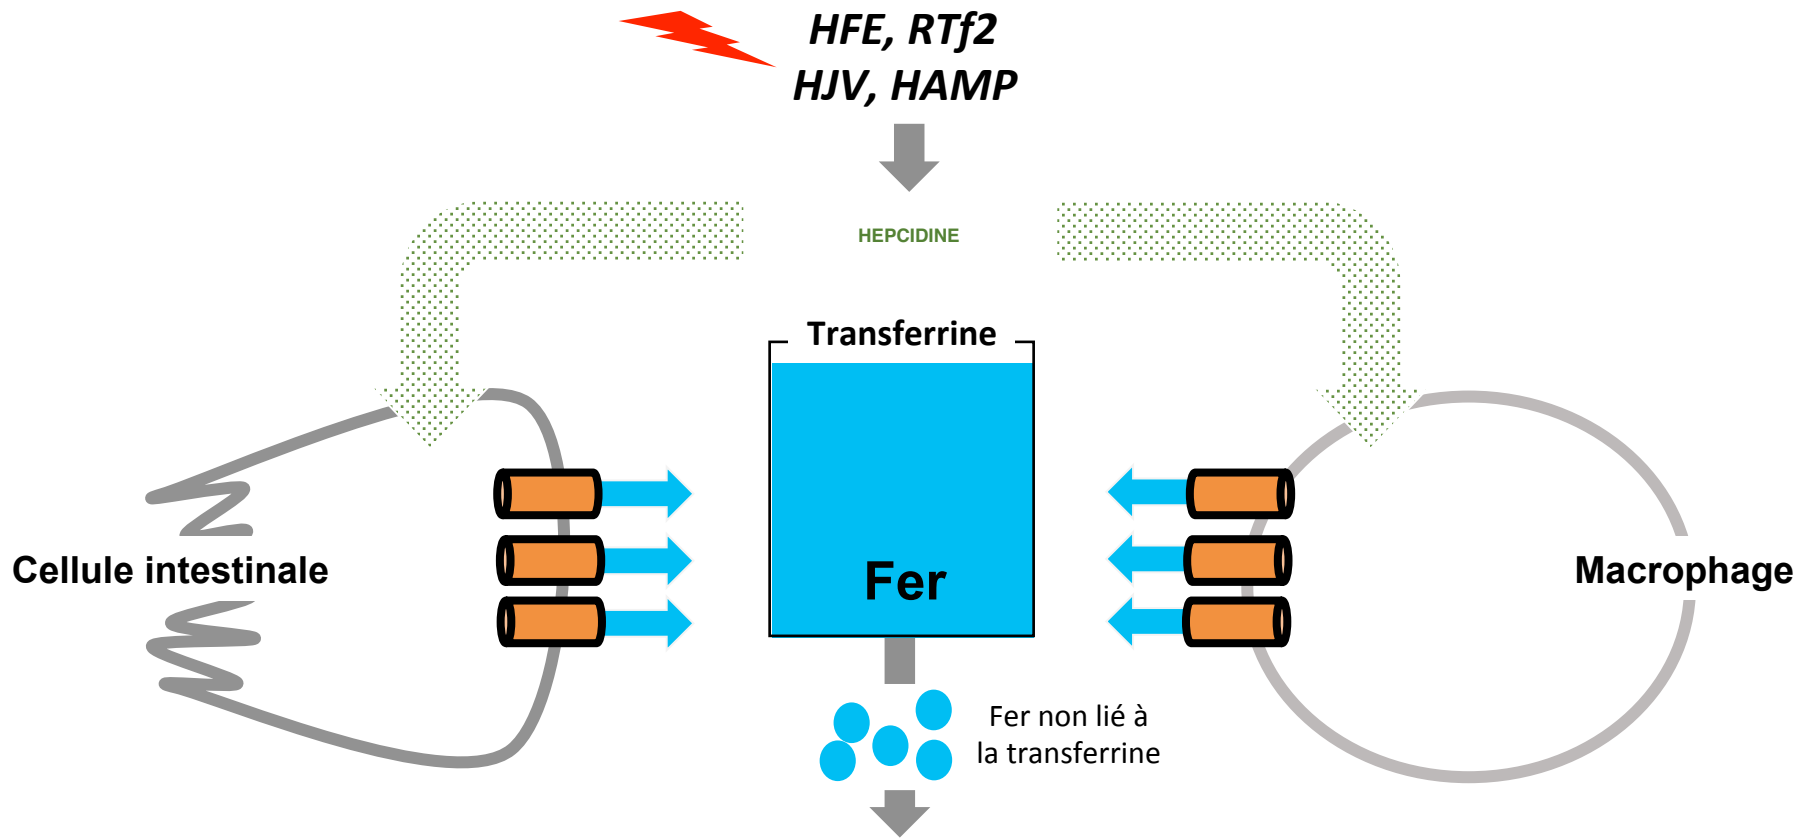 HFE, RTf2
HJV, HAMP
HEPCIDINE
Transferrine
Fer
Cellule intestinale
Macrophage
Fer non lié à
la transferrine